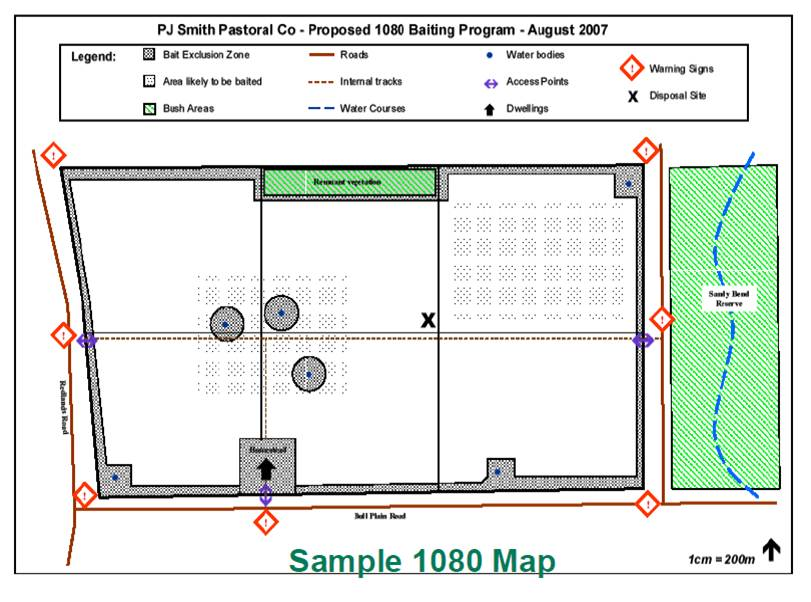 PJ Smith Pastoral Co - Proposed 1080 Baiting Program - August 2007
Legend:
Bait Exclusion Zone
Area likely to be baited
Bush Areas
Roads
Internal tracks
Water Courses
Water bodies
Access Points
Dwellings
Warning Signs
X Disposal Site
!
!
Remnant vegetation
Sandy Bend
Reserve
X
!
!
Redlands Road
Homestead
!
!
!
Bull Plain Road
Sample 1080 Map
1cm = 200m